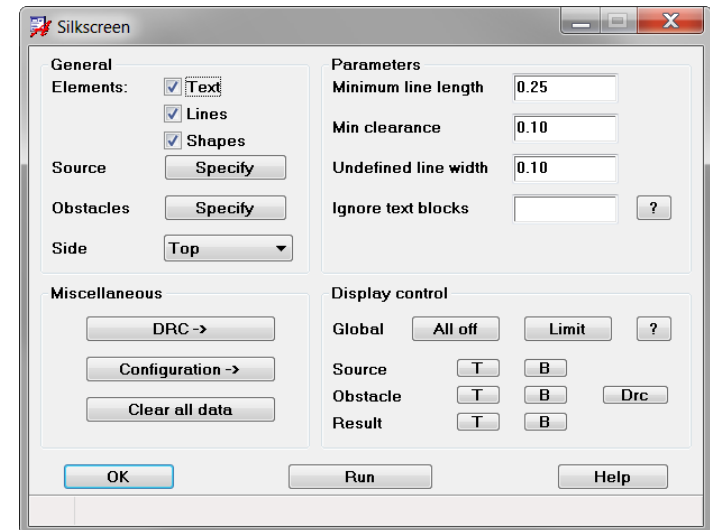 Silkscreen
General
Elements: Text
Lines
Shapes
Source Specify
Obstacles Specify
Side Top
Parameters
Minimum line length 0.25
Min clearance 0.10
Undefined line width 0.10
Ignore text blocks ?
Miscellaneous
DRC ->
Configuration ->
Clear all data
Display control
Global All off Limit ?
Source T B
Obstacle T B Drc
Result T B
OK Run Help